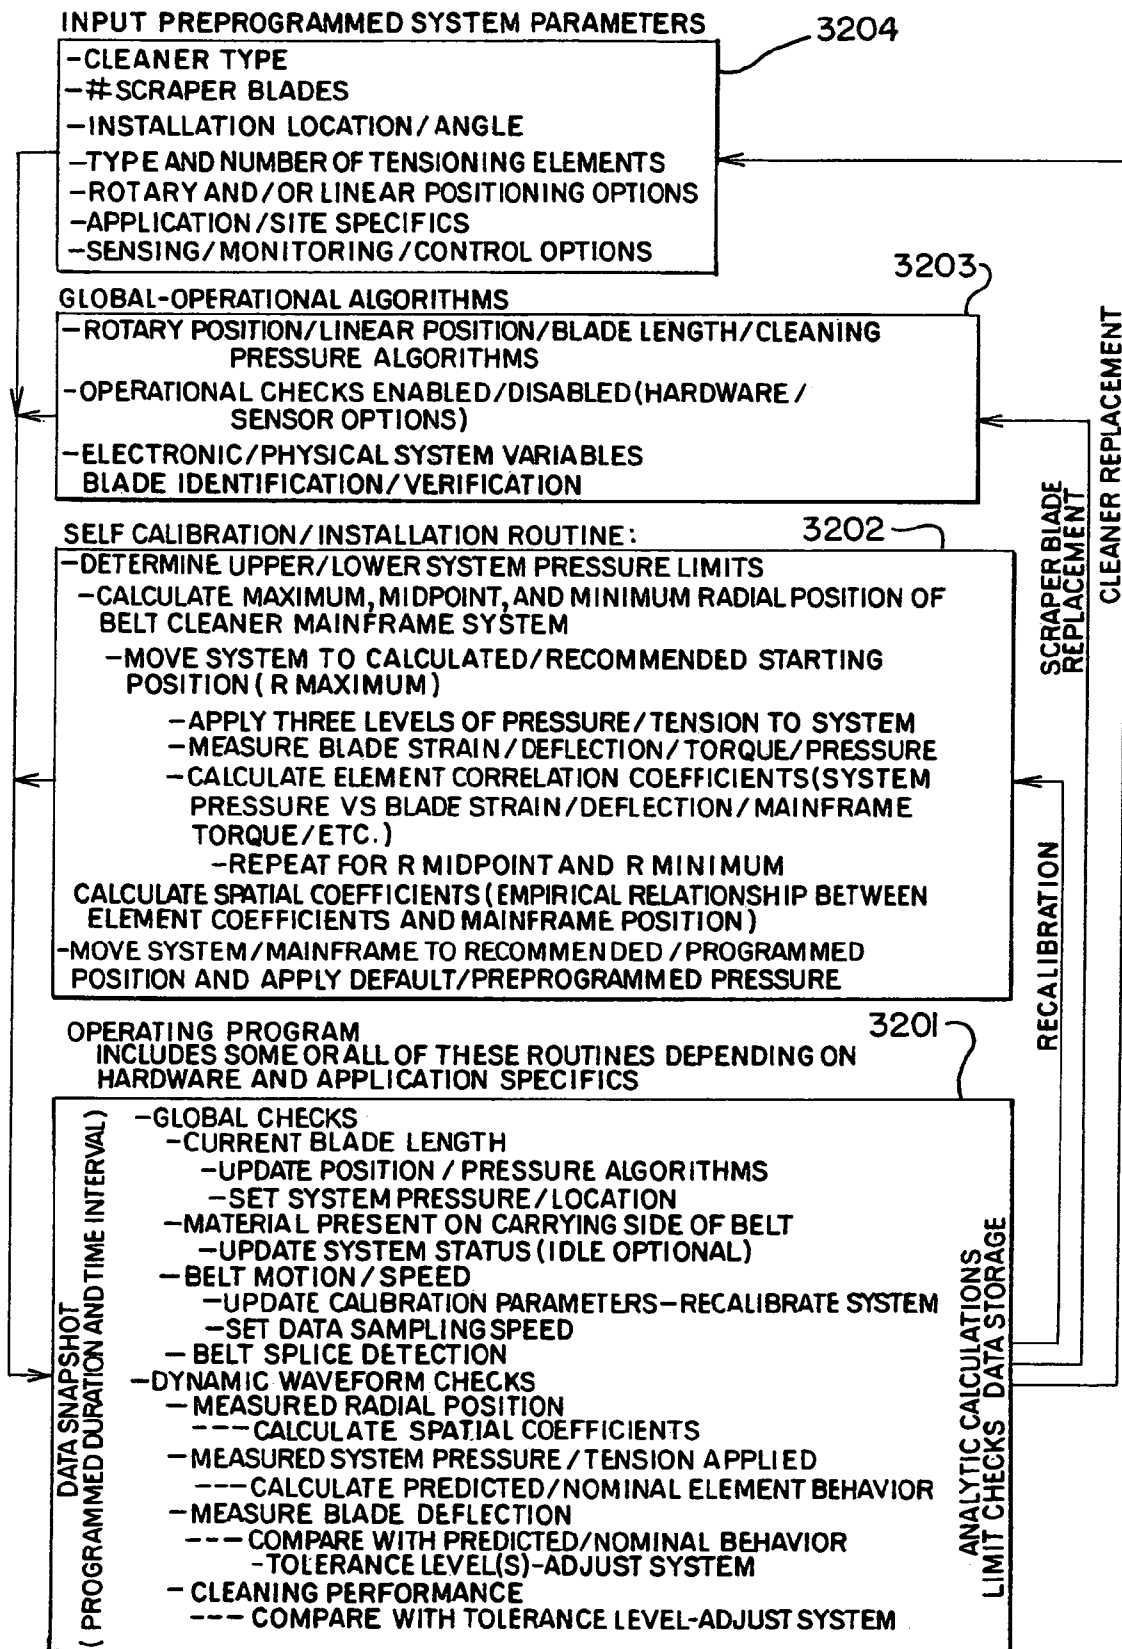 INPUT PREPROGRAMMED SYSTEM PARAMETERS
3204
-CLEANER TYPE
-#SCRAPER BLADES
-INSTALLATION LOCATION/ANGLE
-TYPE AND NUMBER OF TENSIONING ELEMENTS
-ROTARY AND/OR LINEAR POSITIONING OPTIONS
-APPLICATION/SITE SPECIFICS
-SENSING/MONITORING/CONTROL OPTIONS
3203
GLOBAL-OPERATIONAL ALGORITHMS
-ROTARY POSITION/LINEAR POSITION/BLADE LENGTH/CLEANING
PRESSURE ALGORITHMS
-OPERATIONAL CHECKS ENABLED/DISABLED(HARDWARE/
SENSOR OPTIONS)
-ELECTRONIC/PHYSICAL SYSTEM VARIABLES
BLADE IDENTIFICATION/VERIFICATION
SELF CALIBRATION/INSTALLATION ROUTINE:
3202
-DETERMINE UPPER/LOWER SYSTEM PRESSURE LIMITS
-CALCULATE MAXIMUM, MIDPOINT, AND MINIMUM RADIAL POSITION OF
BELT CLEANER MAINFRAME SYSTEM
-MOVE SYSTEM TO CALCULATED/RECOMMENDED STARTING
POSITION (R MAXIMUM)
-APPLY THREE LEVELS OF PRESSURE/TENSION TO SYSTEM
-MEASURE BLADE STRAIN/DEFLECTION/TORQUE/PRESSURE
-CALCULATE ELEMENT CORRELATION COEFFICIENTS(SYSTEM
PRESSURE VS BLADE STRAIN/DEFLECTION/MAINFRAME
TORQUE/ETC.)
-REPEAT FOR R MIDPOINT AND R MINIMUM
CALCULATE SPATIAL COEFFICIENTS (EMPIRICAL RELATIONSHIP BETWEEN
ELEMENT COEFFICIENTS AND MAINFRAME POSITION)
-MOVE SYSTEM/MAINFRAME TO RECOMMENDED/PROGRAMMED
POSITION AND APPLY DEFAULT/PREPROGRAMMED PRESSURE
3201
OPERATING PROGRAM
INCLUDES SOME OR ALL OF THESE ROUTINES DEPENDING ON
HARDWARE AND APPLICATION SPECIFICS
DATA SNAPSHOT
(PROGRAMMED DURATION AND TIME INTERVAL)
-GLOBAL CHECKS
-CURRENT BLADE LENGTH
-UPDATE POSITION/PRESSURE ALGORITHMS
-SET SYSTEM PRESSURE/LOCATION
-MATERIAL PRESENT ON CARRYING SIDE OF BELT
-UPDATE SYSTEM STATUS (IDLE OPTIONAL)
-BELT MOTION/SPEED
-UPDATE CALIBRATION PARAMETERS-RECALIBRATE SYSTEM
-SET DATA SAMPLING SPEED
-BELT SPLICE DETECTION
-DYNAMIC WAVEFORM CHECKS
-MEASURED RADIAL POSITION
---CALCULATE SPATIAL COEFFICIENTS
-MEASURED SYSTEM PRESSURE/TENSION APPLIED
---CALCULATE PREDICTED/NOMINAL ELEMENT BEHAVIOR
-MEASURE BLADE DEFLECTION
---COMPARE WITH PREDICTED/NOMINAL BEHAVIOR
-TOLERANCE LEVEL(S)-ADJUST SYSTEM
-CLEANING PERFORMANCE
---COMPARE WITH TOLERANCE LEVEL-ADJUST SYSTEM
ANALYTIC CALCULATIONS
LIMIT CHECKS DATA STORAGE
RECALIBRATION
SCRAPER BLADE
REPLACEMENT
CLEANER REPLACEMENT